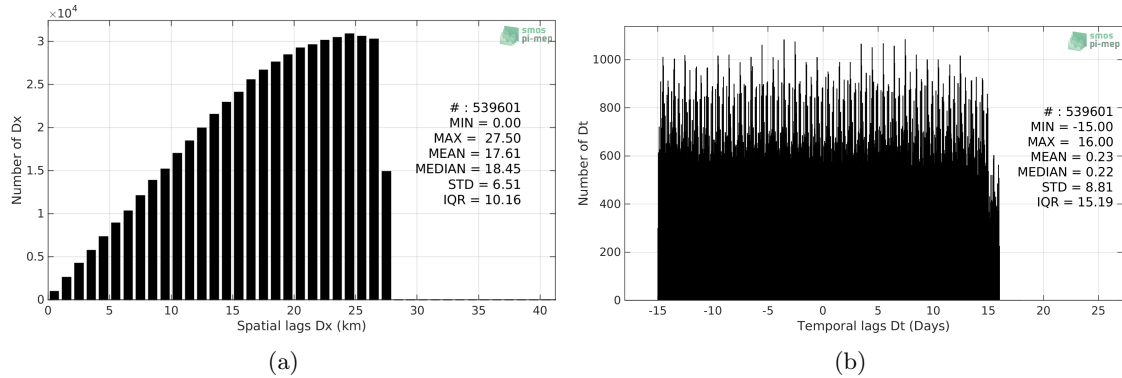 ×10⁴
3
2.5
2
1.5
1
0.5
0
Number of Dx
smos
pi-mep
# : 539601
MIN = 0.00
MAX = 27.50
MEAN = 17.61
MEDIAN = 18.45
STD = 6.51
IQR = 10.16
0 5 10 15 20 25 30 35 40
Spatial lags Dx (km)
(a)
1000
800
600
400
200
0
Number of Dt
smos
pi-mep
# : 539601
MIN = -15.00
MAX = 16.00
MEAN = 0.23
MEDIAN = 0.22
STD = 8.81
IQR = 15.19
-15 -10 -5 0 5 10 15 20 25
Temporal lags Dt (Days)
(b)